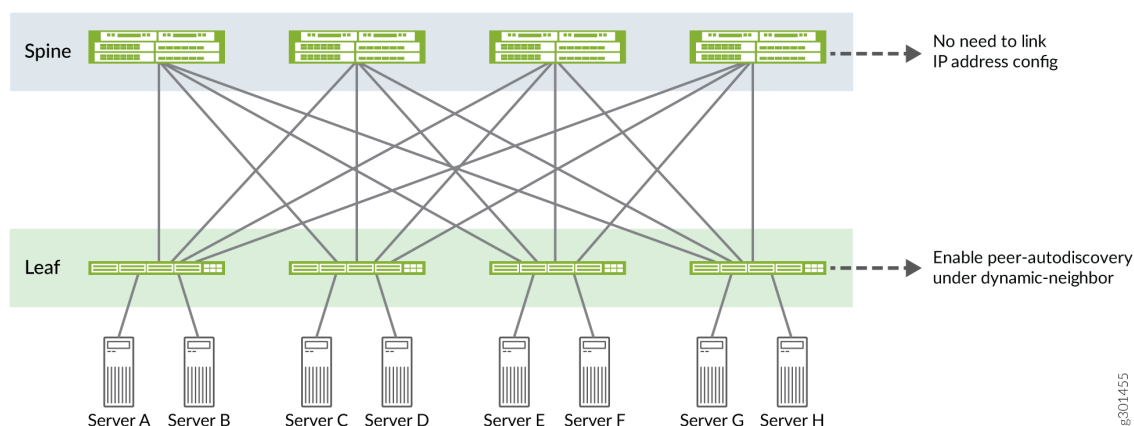 Spine
No need to link
IP address config
Leaf
Enable peer-autodiscovery
under dynamic-neighbor
Server A
Server B
Server C
Server D
Server E
Server F
Server G
Server H
g301455